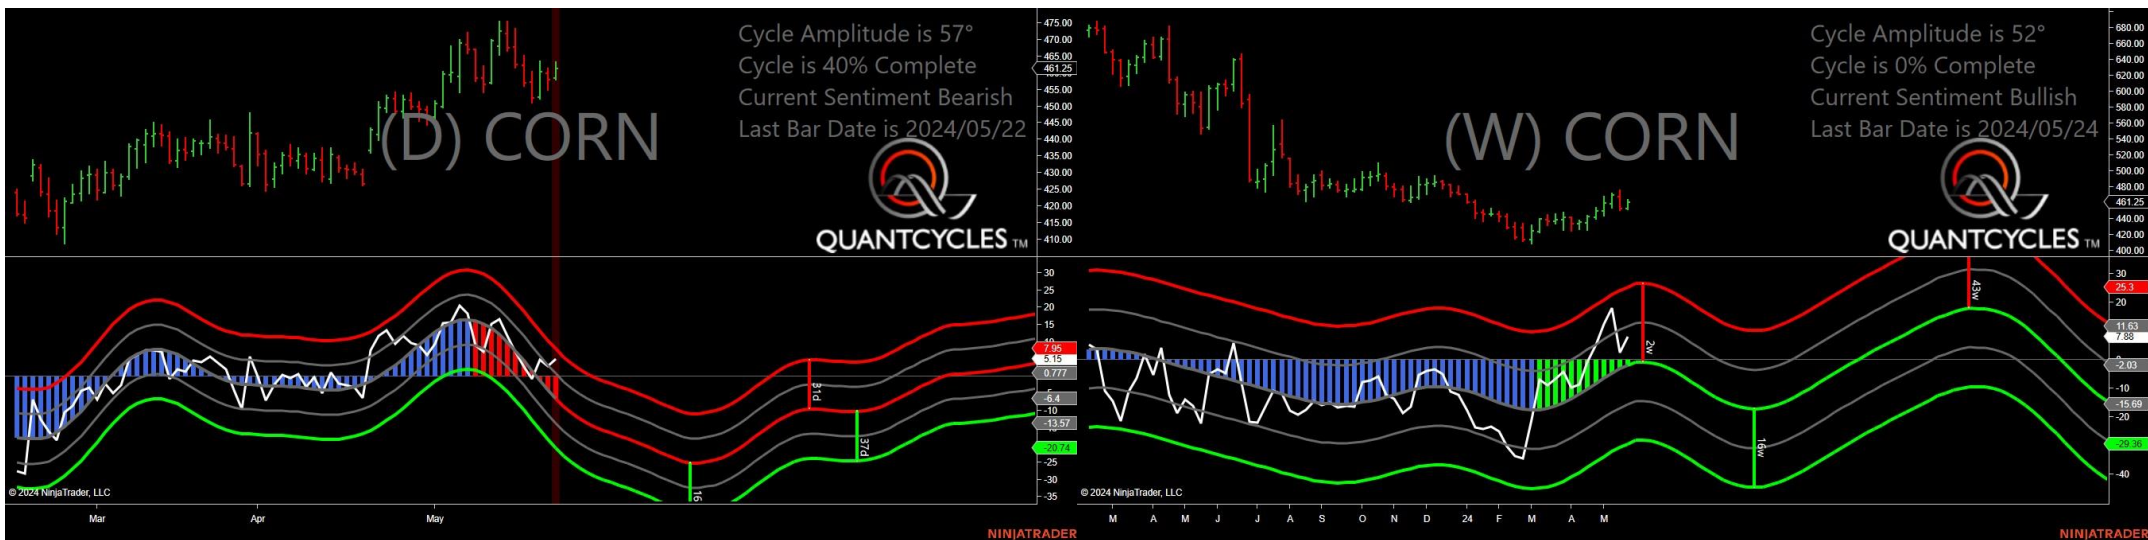 Cycle Amplitude is 57°
Cycle is 40% Complete
Current Sentiment Bearish
Last Bar Date is 2024/05/22
(D) CORN
QUANTCYCLES TM
475.00
470.00
465.00
461.25
455.00
450.00
445.00
440.00
435.00
430.00
425.00
420.00
415.00
410.00
30
25
20
15
7.95
5.15
0.777
-6.4
-10
-13.57
-20.74
-25
-30
-35
31d
37d
16
© 2024 NinjaTrader, LLC
Mar Apr May
NINJATRADER
Cycle Amplitude is 52°
Cycle is 0% Complete
Current Sentiment Bullish
Last Bar Date is 2024/05/24
(W) CORN
QUANTCYCLES TM
680.00
660.00
640.00
620.00
600.00
580.00
560.00
540.00
520.00
500.00
480.00
461.25
440.00
420.00
400.00
30
25.3
20
11.63
7.88
-2.03
-10
-15.69
-20
-29.36
-40
2w
16w
43w
© 2024 NinjaTrader, LLC
M A M J J A S O N D 24 F M A M
NINJATRADER